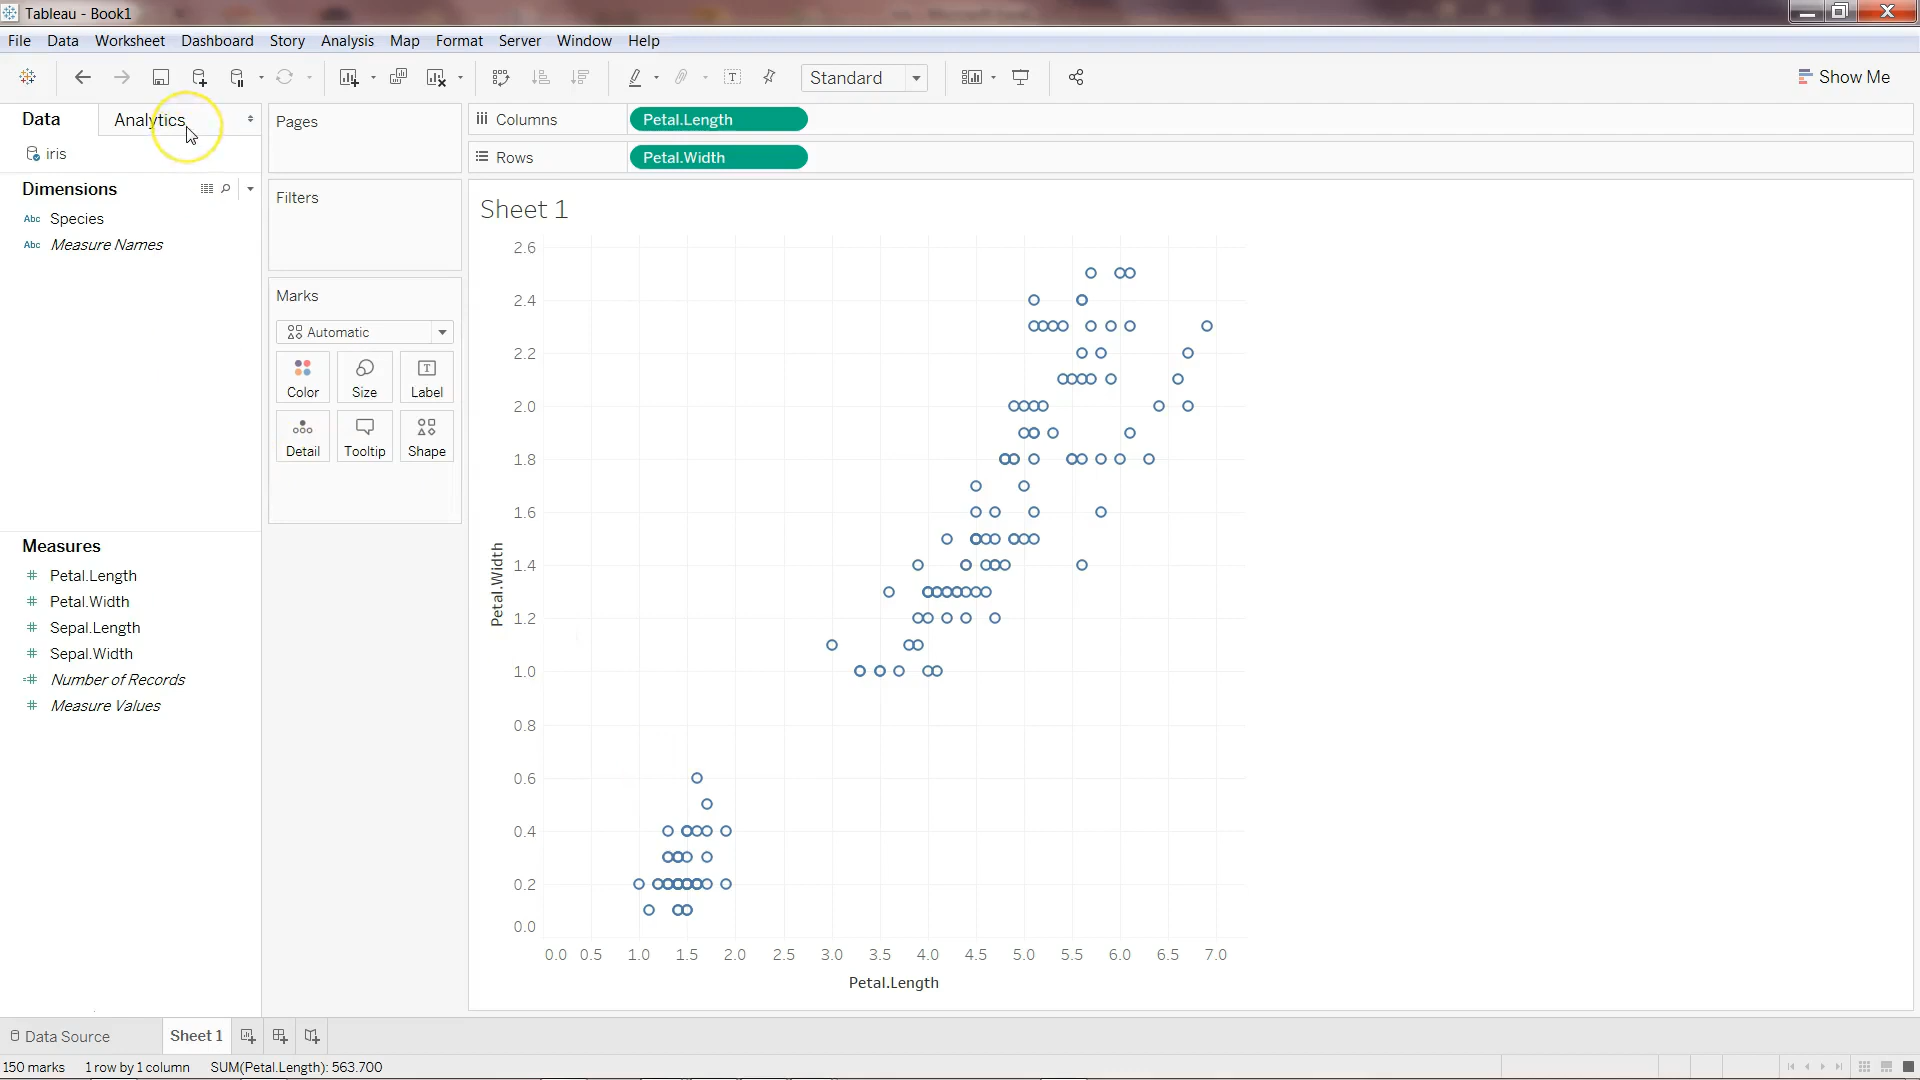 Tableau - Book1
File Data Worksheet Dashboard Story Analysis Map Format Server Window Help
Standard
Show Me
Data
Analytics
iris
Dimensions
Abc Species
Abc Measure Names
Measures
# Petal.Length
# Petal.Width
# Sepal.Length
# Sepal.Width
=# Number of Records
# Measure Values
Pages
Filters
Marks
Automatic
Color
Size
T
Label
Detail
Tooltip
Shape
Columns
Petal.Length
Rows
Petal.Width
Sheet 1
2.6
2.4
2.2
2.0
1.8
1.6
1.4
1.2
1.0
0.8
0.6
0.4
0.2
0.0
Petal.Width
0.0 0.5 1.0 1.5 2.0 2.5 3.0 3.5 4.0 4.5 5.0 5.5 6.0 6.5 7.0
Petal.Length
Data Source
Sheet 1
150 marks 1 row by 1 column SUM(Petal.Length): 563.700